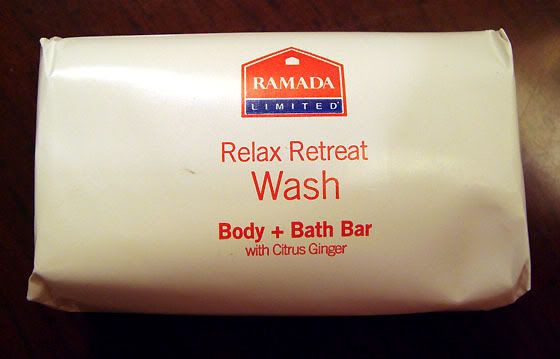 RAMADA
LIMITED
Relax Retreat
Wash
Body + Bath Bar
with Citrus Ginger